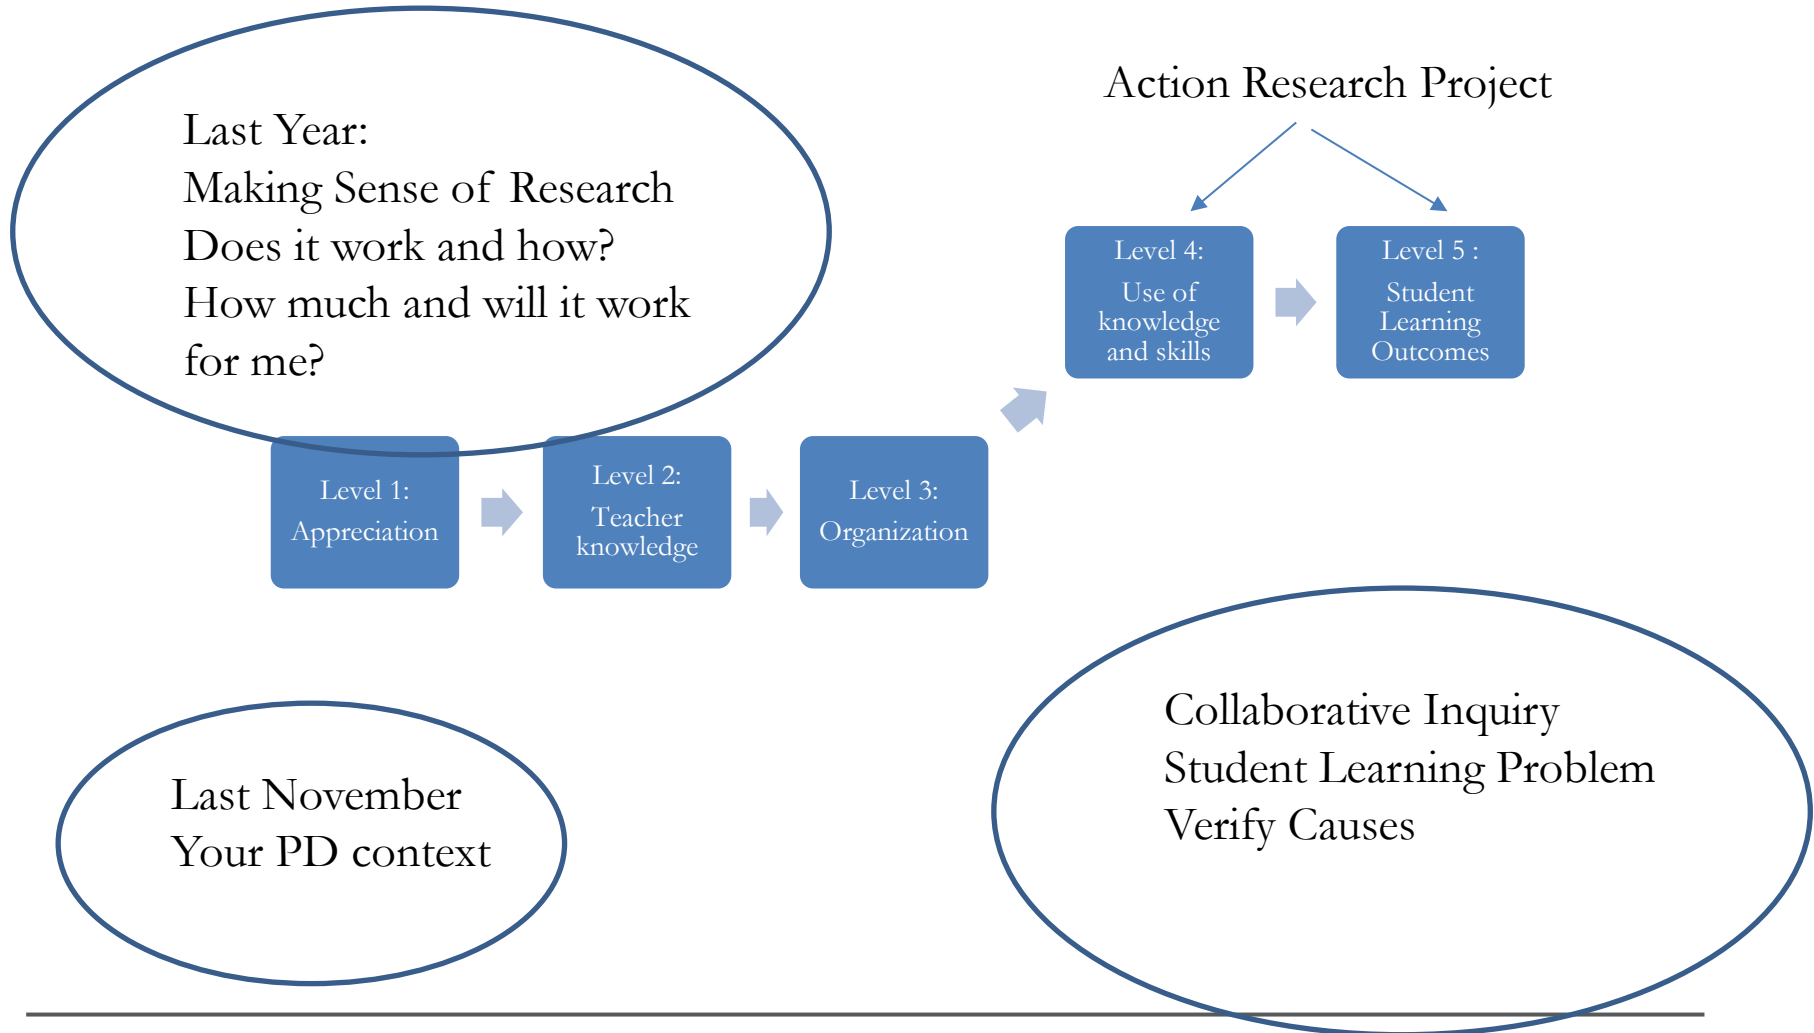 Last Year:
Making Sense of Research
Does it work and how?
How much and will it work
for me?
Action Research Project
Level 4:
Use of
knowledge
and skills
Level 5 :
Student
Learning
Outcomes
Level 1:
Appreciation
Level 2:
Teacher
knowledge
Level 3:
Organization
Last November
Your PD context
Collaborative Inquiry
Student Learning Problem
Verify Causes